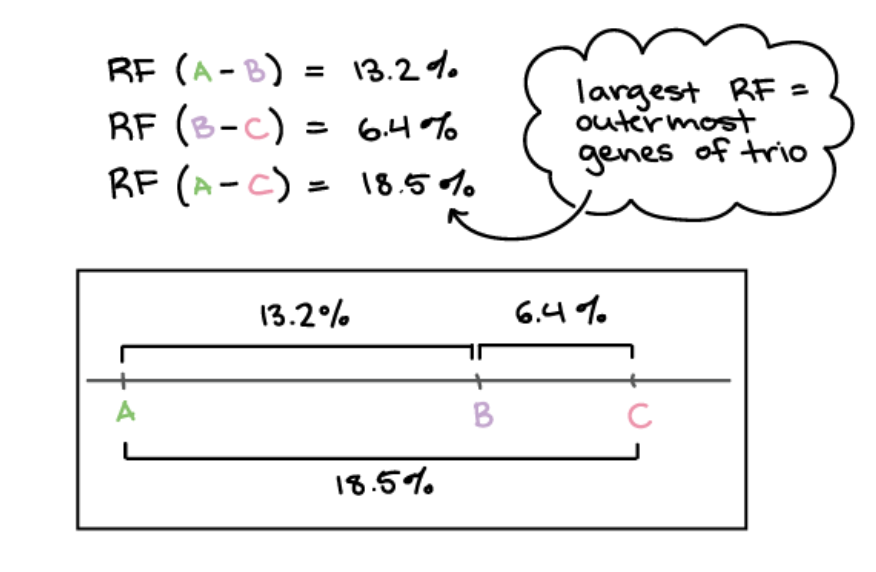 RF (A-B) = 13.2%
RF (B-C) = 6.4%
RF (A-C) = 18.5%
largest RF =
outermost
genes of trio
13.2% 6.4%
A B C
18.5%